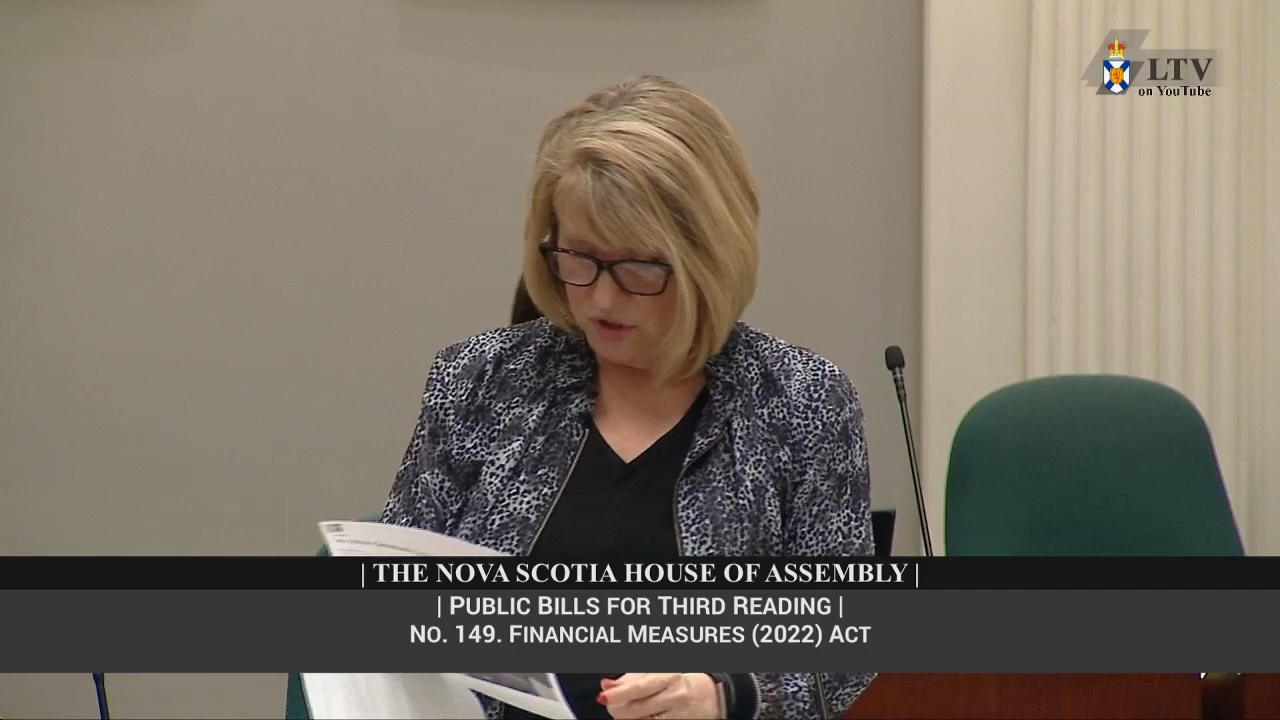 LTV
on YouTube
| THE NOVA SCOTIA HOUSE OF ASSEMBLY |
| PUBLIC BILLS FOR THIRD READING |
NO. 149. FINANCIAL MEASURES (2022) ACT